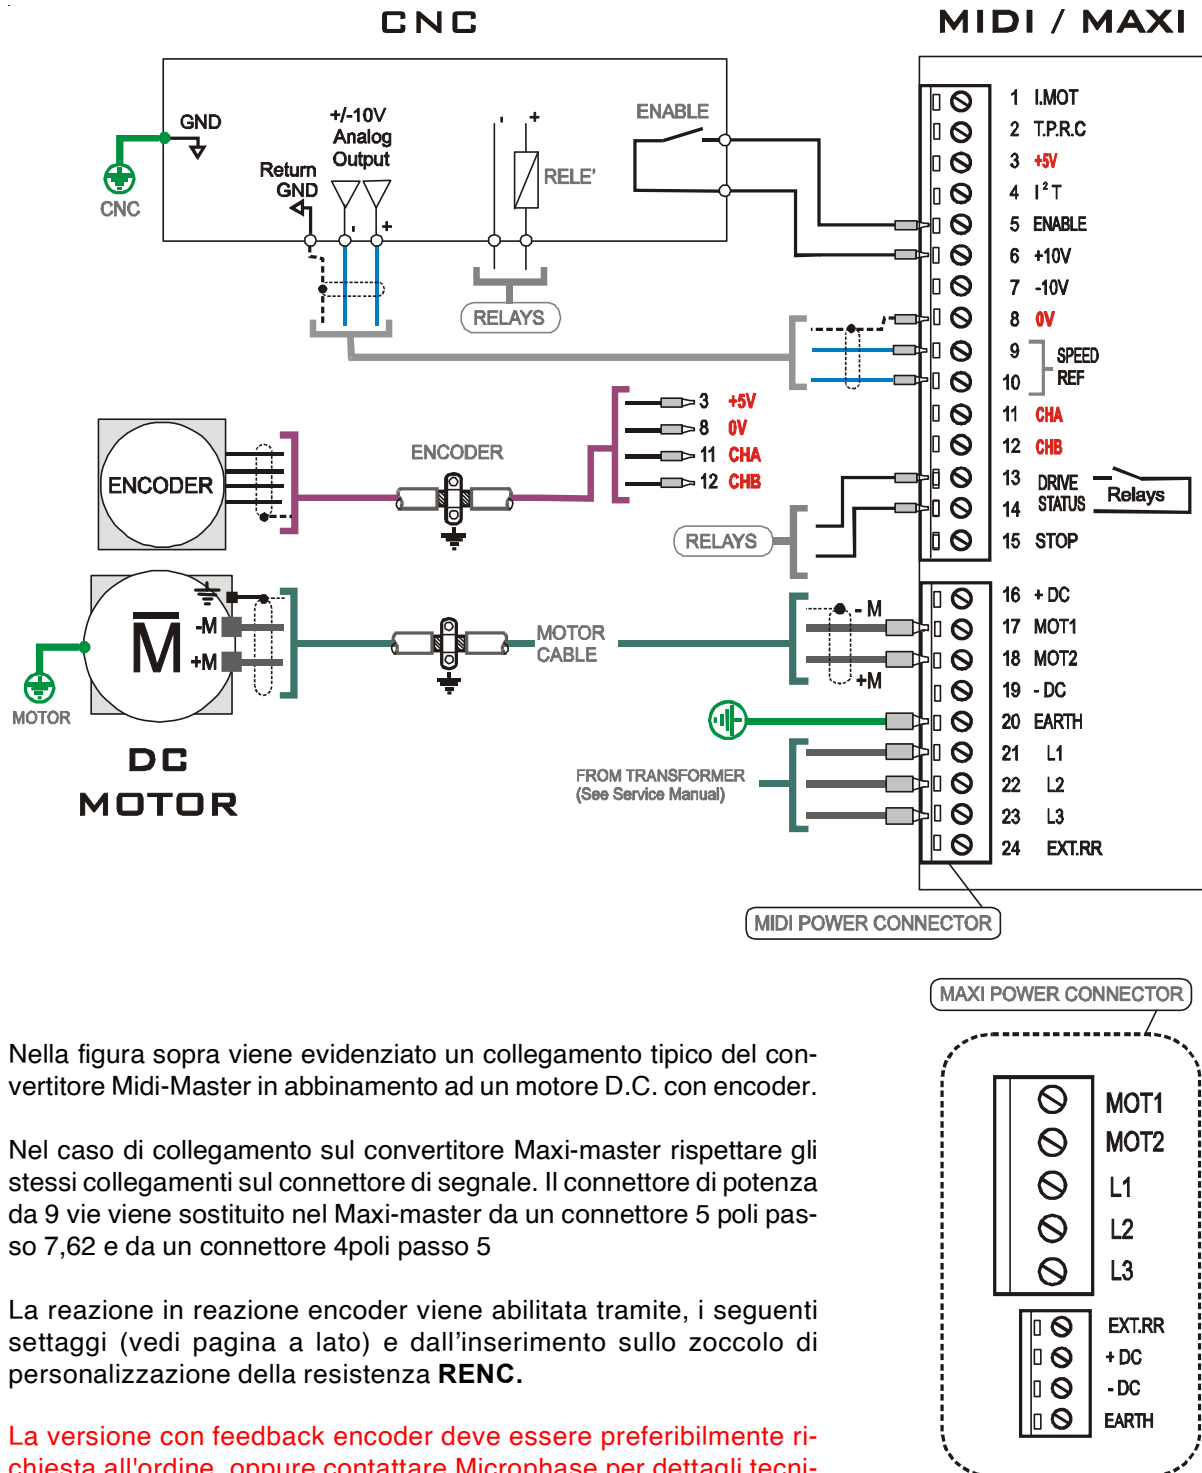 CNC
MIDI / MAXI
GND
+/-10V
Analog
Output
Return
GND
- +
RELE'
ENABLE
CNC
- +
RELAYS
1 I.MOT
2 T.P.R.C
3 +5V
4 I²T
5 ENABLE
6 +10V
7 -10V
8 0V
9
10
SPEED
REF
11 CHA
12 CHB
13
14
DRIVE
STATUS
Relays
15 STOP
ENCODER
ENCODER
3 +5V
8 0V
11 CHA
12 CHB
RELAYS
M
-M
+M
MOTOR
DC
MOTOR
MOTOR
CABLE
- M
+M
16 + DC
17 MOT1
18 MOT2
19 - DC
20 EARTH
21 L1
22 L2
23 L3
24 EXT.RR
FROM TRANSFORMER
(See Service Manual)
MIDI POWER CONNECTOR
MAXI POWER CONNECTOR
MOT1
MOT2
L1
L2
L3
EXT.RR
+ DC
- DC
EARTH
Nella figura sopra viene evidenziato un collegamento tipico del con-
vertitore Midi-Master in abbinamento ad un motore D.C. con encoder.
Nel caso di collegamento sul convertitore Maxi-master rispettare gli
stessi collegamenti sul connettore di segnale. Il connettore di potenza
da 9 vie viene sostituito nel Maxi-master da un connettore 5 poli pas-
so 7,62 e da un connettore 4poli passo 5
La reazione in reazione encoder viene abilitata tramite, i seguenti
settaggi (vedi pagina a lato) e dall'inserimento sullo zoccolo di
personalizzazione della resistenza RENC.
La versione con feedback encoder deve essere preferibilmente ri-
chiesta all'ordine, oppure contattare Microphase per dettagli tecni-